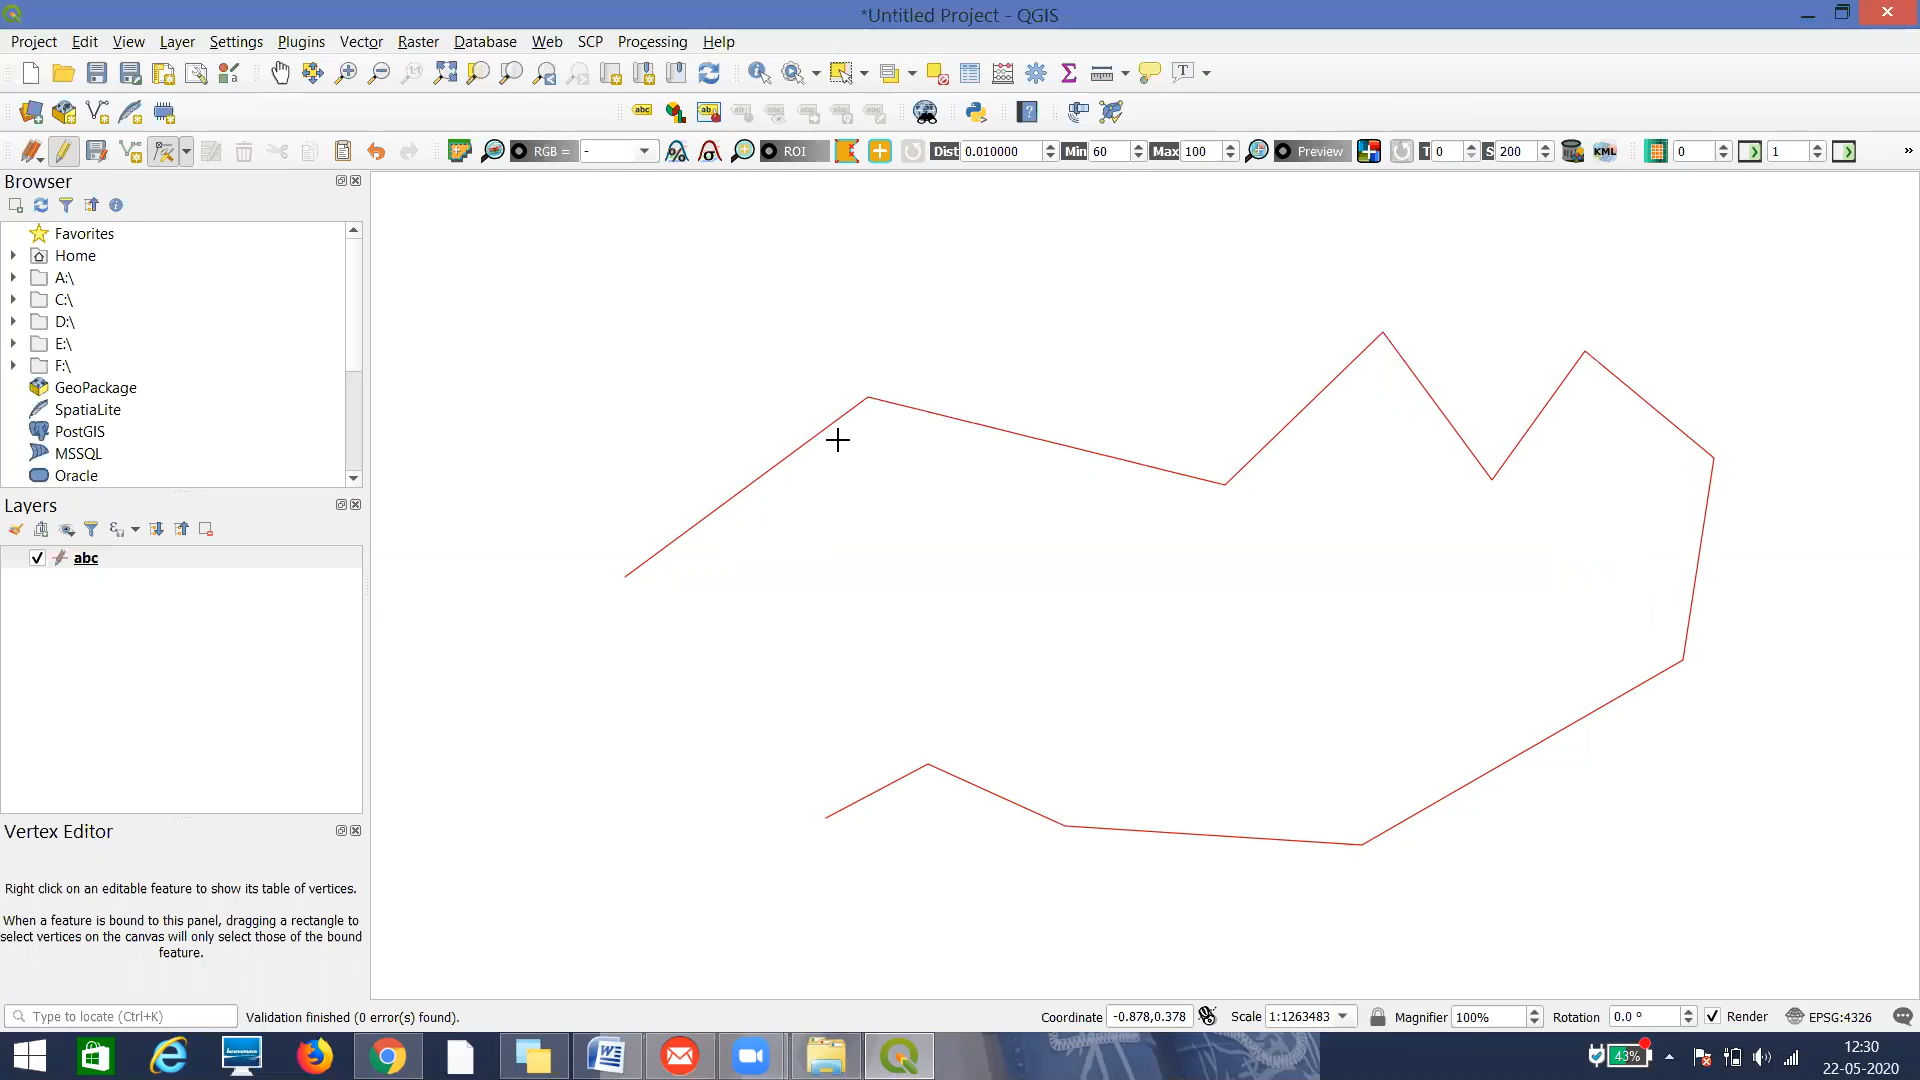 *Untitled Project - QGIS
Project Edit View Layer Settings Plugins Vector Raster Database Web SCP Processing Help
abc
RGB = - ROI Dist 0.010000 Min 60 Max 100 Preview T 0 S 200 KML 0 1 »
Browser
Favorites
Home
A:\
C:\
D:\
E:\
F:\
GeoPackage
SpatiaLite
PostGIS
MSSQL
Oracle
Layers
abc
Vertex Editor
Right click on an editable feature to show its table of vertices.
When a feature is bound to this panel, dragging a rectangle to
select vertices on the canvas will only select those of the bound
feature.
Type to locate (Ctrl+K) Validation finished (0 error(s) found). Coordinate -0.878,0.378 Scale 1:1263483 Magnifier 100% Rotation 0.0 ° Render EPSG:4326
43% 12:30
22-05-2020